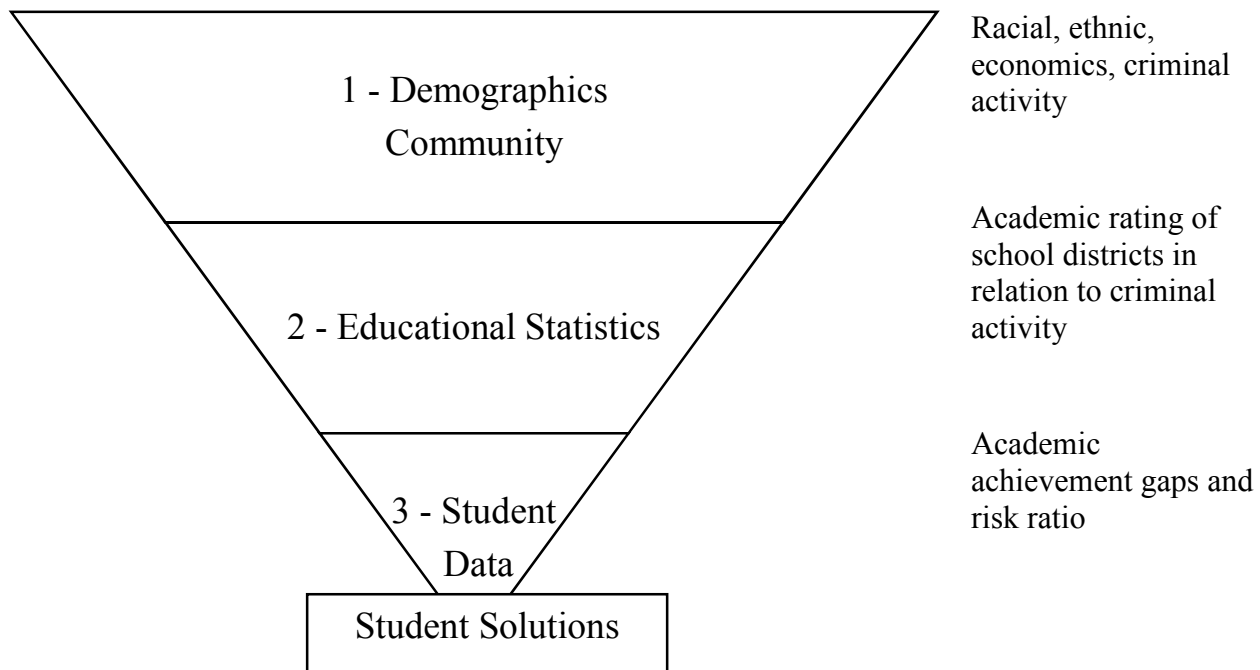 1 - Demographics
Community
Racial, ethnic,
economics, criminal
activity
2 - Educational Statistics
Academic rating of
school districts in
relation to criminal
activity
3 - Student
Data
Academic
achievement gaps and
risk ratio
Student Solutions